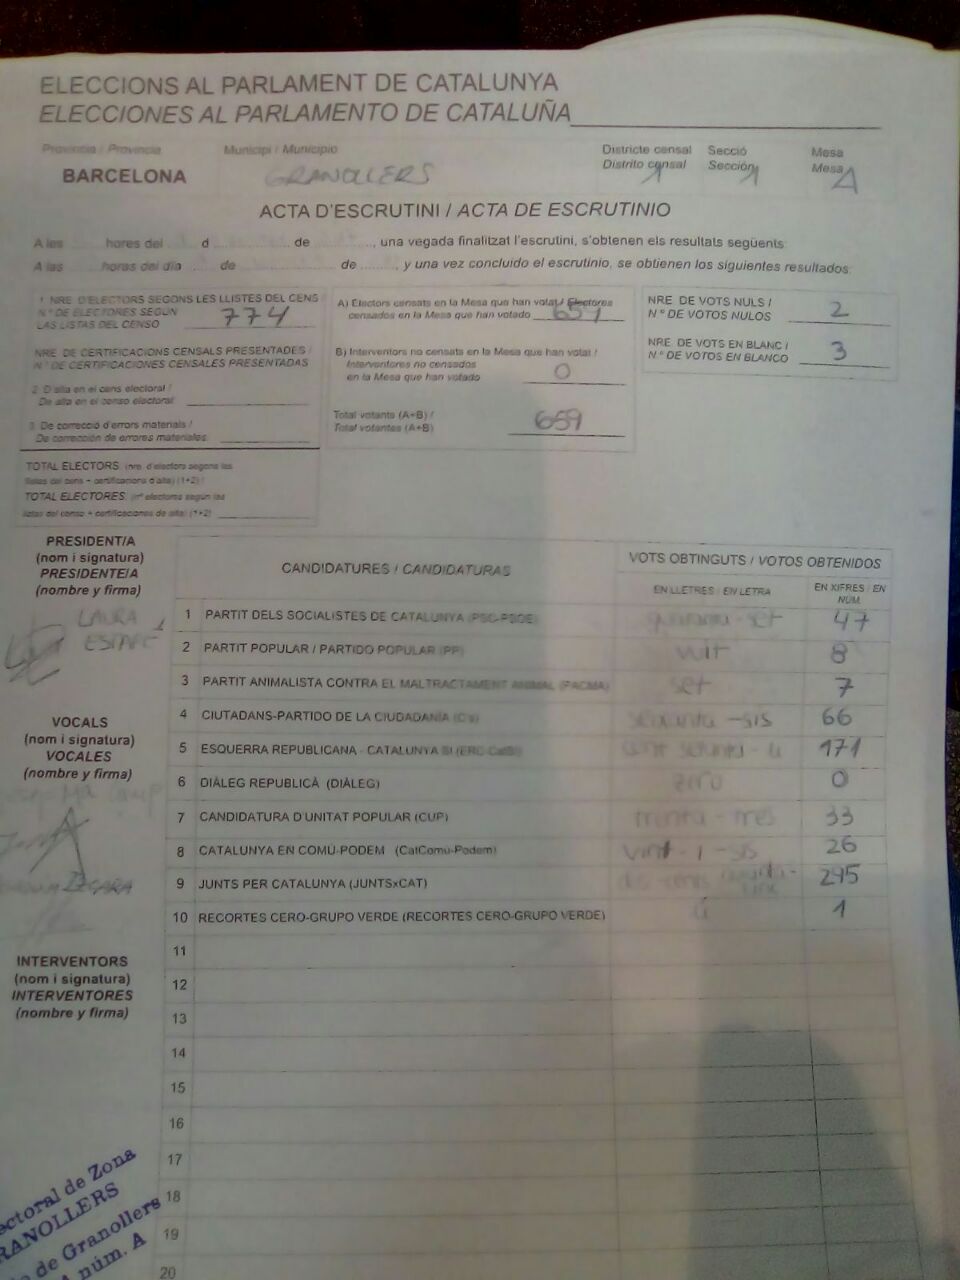 ELECCIONS AL PARLAMENT DE CATALUNYA
ELECCIONES AL PARLAMENTO DE CATALUÑA
Província / Provincia
Municipi / Municipio
Districte censal
Distrito censal
Secció
Sección
Mesa
Mesa
BARCELONA
GRANOLLERS
1
1
A
ACTA D'ESCRUTINI / ACTA DE ESCRUTINIO
A les hores del d de , una vegada finalitzat l'escrutini, s'obtenen els resultats següents:
A las horas del día de de , y una vez concluido el escrutinio, se obtienen los siguientes resultados:
1 NRE D'ELECTORS SEGONS LES LLISTES DEL CENS
N.º DE ELECTORES SEGÚN
LAS LISTAS DEL CENSO 774
NRE. DE CERTIFICACIONS CENSALS PRESENTADES /
N.º DE CERTIFICACIONES CENSALES PRESENTADAS
2. D'alta en el cens electoral /
De alta en el censo electoral
3. De correcció d'errors materials /
De corrección de errores materiales
TOTAL ELECTORS. (nre. d'electors segons les
llistes del cens + certificacions d'alta) (1+2) /
TOTAL ELECTORES. (nº electores según las
listas del censo + certificaciones de alta) (1+2)
A) Electors censats en la Mesa que han votat / Electores
censados en la Mesa que han votado 659
B) Interventors no censats en la Mesa que han votat /
Interventores no censados
en la Mesa que han votado 0
Total votants (A+B) /
Total votantes (A+B) 659
NRE. DE VOTS NULS /
N.º DE VOTOS NULOS 2
NRE. DE VOTS EN BLANC /
N.º DE VOTOS EN BLANCO 3
PRESIDENT/A
(nom i signatura)
PRESIDENTE/A
(nombre y firma)
LAURA
VOCALS
(nom i signatura)
VOCALES
(nombre y firma)
INTERVENTORS
(nom i signatura)
INTERVENTORES
(nombre y firma)
CANDIDATURES / CANDIDATURAS
VOTS OBTINGUTS / VOTOS OBTENIDOS
EN LLETRES / EN LETRA
EN XIFRES / EN NÚM.
1 PARTIT DELS SOCIALISTES DE CATALUNYA (PSC-PSOE) quaranta-set 47
2 PARTIT POPULAR / PARTIDO POPULAR (PP) vuit 8
3 PARTIT ANIMALISTA CONTRA EL MALTRACTAMENT ANIMAL (PACMA) set 7
4 CIUTADANS-PARTIDO DE LA CIUDADANÍA (C's) seixanta-sis 66
5 ESQUERRA REPUBLICANA - CATALUNYA SÍ (ERC-CatSí) cent setanta-u 171
6 DIÀLEG REPUBLICÀ (DIÀLEG) zero 0
7 CANDIDATURA D'UNITAT POPULAR (CUP) trenta-tres 33
8 CATALUNYA EN COMÚ-PODEM (CatComú-Podem) vint-i-sis 26
9 JUNTS PER CATALUNYA (JUNTSxCAT) 295
10 RECORTES CERO-GRUPO VERDE (RECORTES CERO-GRUPO VERDE) u 1
11
12
13
14
15
16
17
18
19
20
ectoral de Zona
RANOLLERS
de Granollers
núm. A